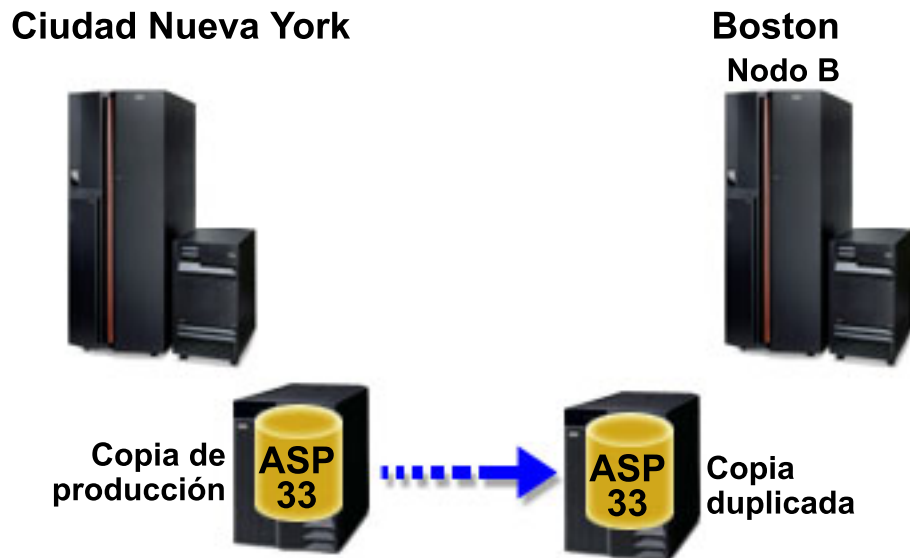 Ciudad Nueva York
Boston
Nodo B
Copia de
producción
ASP
33
ASP
33
Copia
duplicada